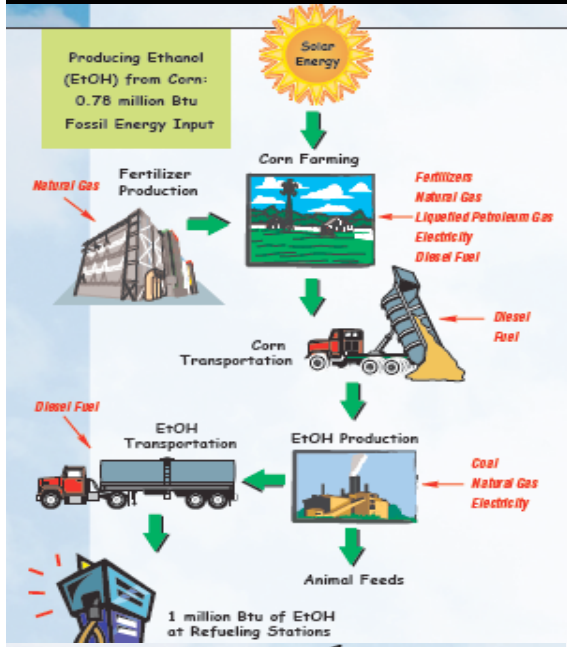 Producing Ethanol
(EtOH) from Corn:
0.78 million Btu
Fossil Energy Input
Solar
Energy
Corn Farming
Fertilizer
Production
Natural Gas
Fertilizers
Natural Gas
Liquefied Petroleum Gas
Electricity
Diesel Fuel
Corn
Transportation
Diesel
Fuel
Diesel Fuel
EtOH
Transportation
EtOH Production
Coal
Natural Gas
Electricity
Animal Feeds
1 million Btu of EtOH
at Refueling Stations